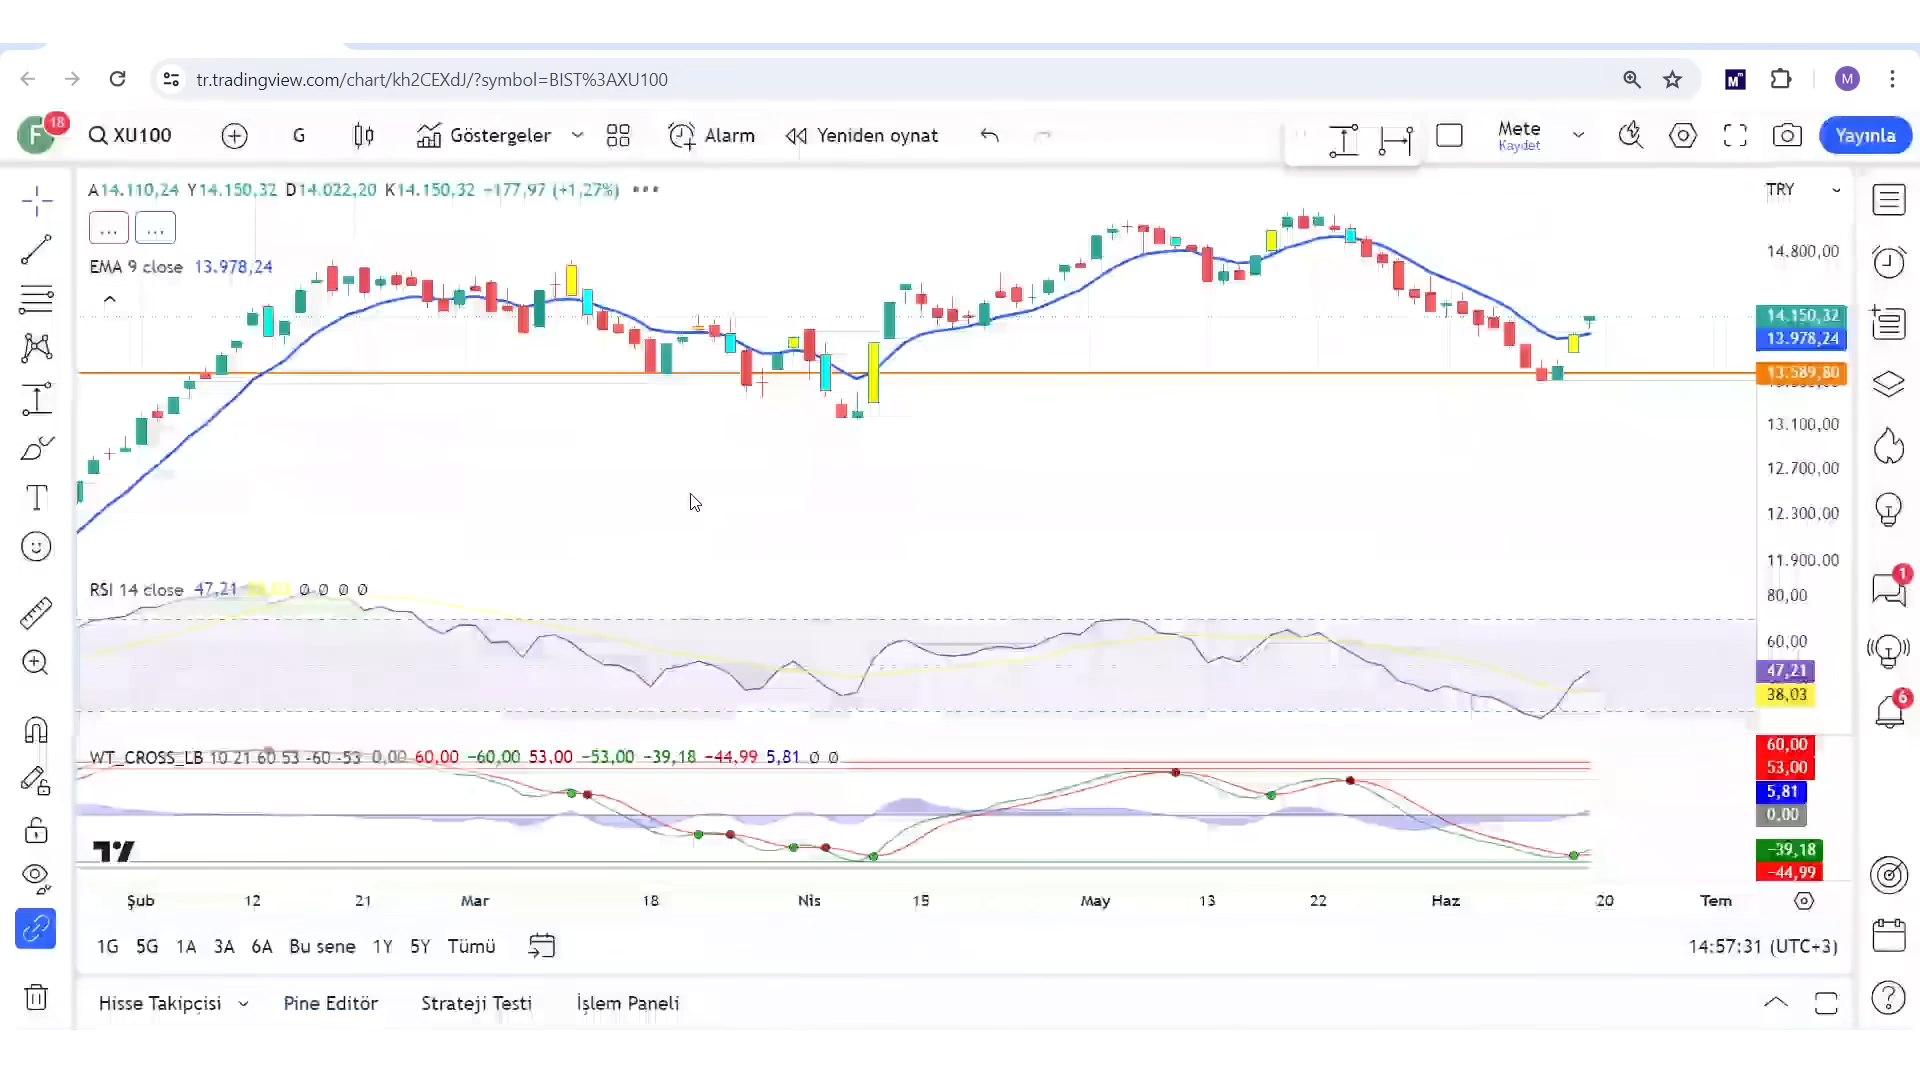 tr.tradingview.com/chart/kh2CEXdJ/?symbol=BIST%3AXU100
M
M
F
18
XU100
G
Göstergeler
Alarm
Yeniden oynat
Mete
Kaydet
Yayınla
A14.110,24 Y14.150,32 D14.022,20 K14.150,32 −177,97 (+1,27%)
TRY
EMA 9 close 13.978,24
14.800,00
14.150,32
13.978,24
13.589,80
13.100,00
12.700,00
12.300,00
11.900.00
RSI 14 close 47,21 Ø Ø Ø Ø
80,00
60,00
47,21
38,03
1
6
WT_CROSS_LB 10 21 60 53 -60 -53 0,00 60,00 −60,00 53,00 −53,00 −39,18 −44,99 5,81 Ø Ø
60,00
53,00
5,81
0,00
−39,18
−44,99
Şub 12 21 Mar 18 Nis 15 May 13 22 Haz 20 Tem
1G 5G 1A 3A 6A Bu sene 1Y 5Y Tümü
14:57:31 (UTC+3)
Hisse Takipçisi
Pine Editör
Strateji Testi
İşlem Paneli